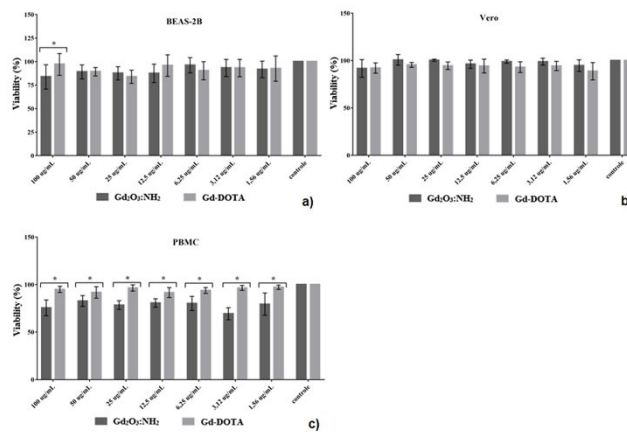 BEAS-2B
*
Viability (%)
150
125
100
75
50
25
0
100 ug/mL
50 ug/mL
25 ug/mL
12,5 ug/mL
6,25 ug/mL
3,12 ug/mL
1,56 ug/mL
controle
Gd₂O₃:NH₂
Gd-DOTA
a)
Vero
Viability (%)
150
100
50
0
100 ug/mL
50 ug/mL
25 ug/mL
12,5 ug/mL
6,25 ug/mL
3,12 ug/mL
1,56 ug/mL
controle
Gd₂O₃:NH₂
Gd-DOTA
b
PBMC
* * * * * * *
Viability (%)
150
100
50
0
100 ug/mL
50 ug/mL
25 ug/mL
12,5 ug/mL
6,25 ug/mL
3,12 ug/mL
1,56 ug/mL
controle
Gd₂O₃:NH₂
Gd-DOTA
c)